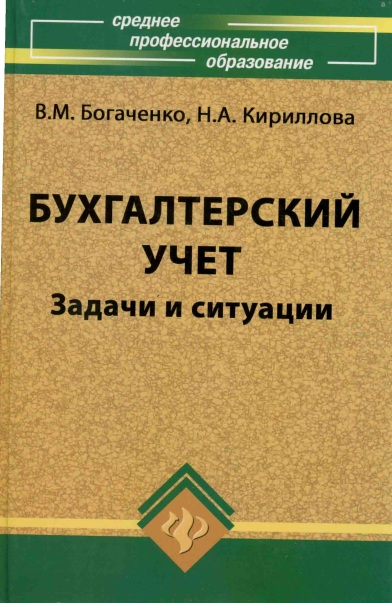 среднее
профессиональное
образование
В.М. Богаченко, Н.А. Кириллова
БУХГАЛТЕРСКИЙ
УЧЕТ
Задачи и ситуации